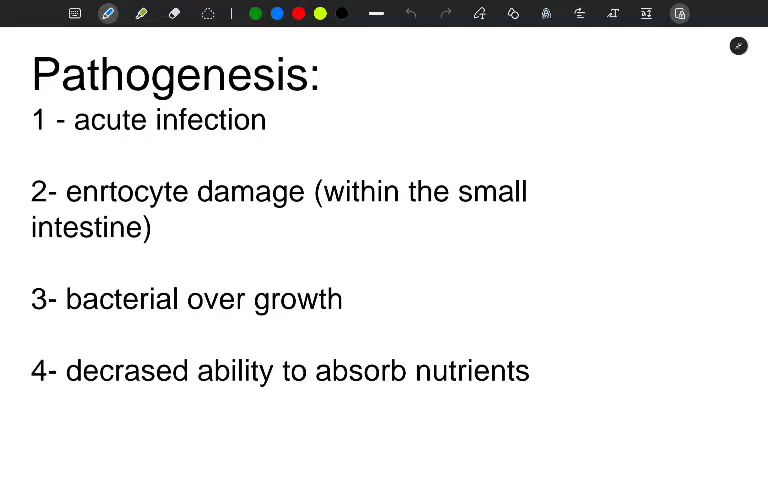 Pathogenesis:
1 - acute infection
2- enrtocyte damage (within the small
intestine)
3- bacterial over growth
4- decrased ability to absorb nutrients